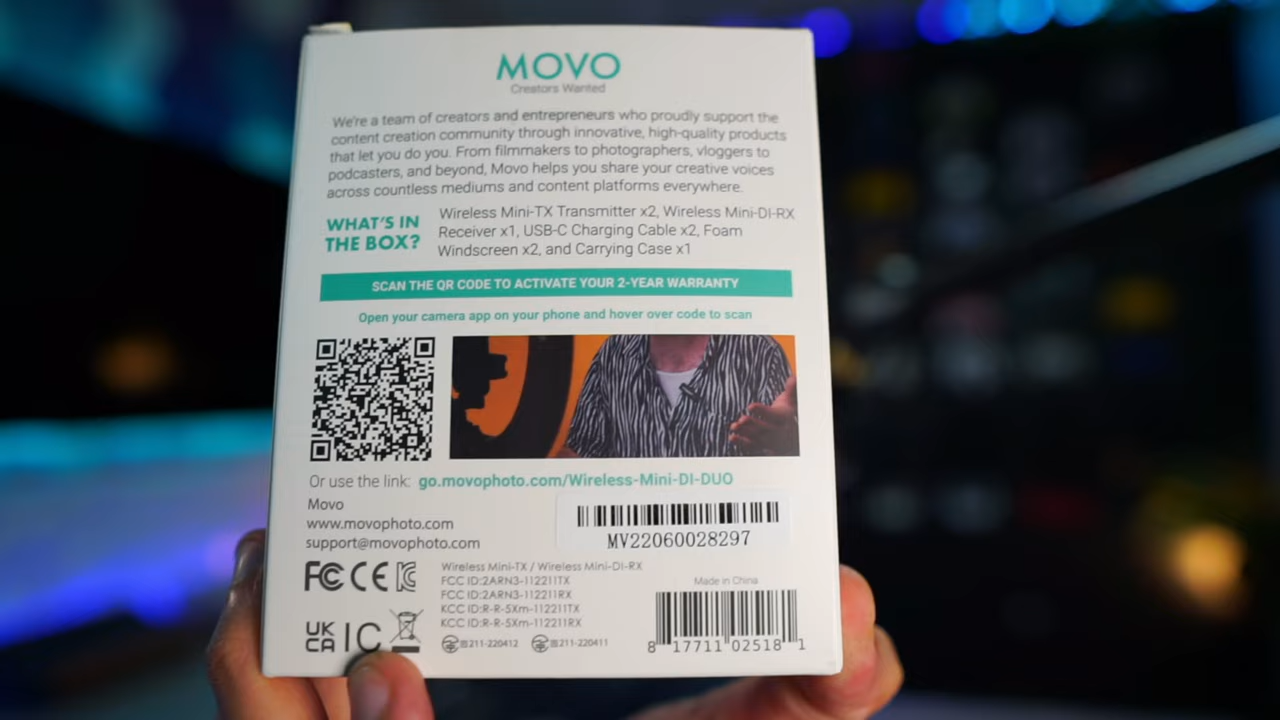 MOVO
Creators Wanted
We're a team of creators and entrepreneurs who proudly support the
content creation community through innovative, high-quality products
that let you do you. From filmmakers to photographers, vloggers to
podcasters, and beyond, Movo helps you share your creative voices
across countless mediums and content platforms everywhere.
WHAT'S IN
THE BOX?
Wireless Mini-TX Transmitter x2, Wireless Mini-DI-RX
Receiver x1, USB-C Charging Cable x2, Foam
Windscreen x2, and Carrying Case x1
SCAN THE QR CODE TO ACTIVATE YOUR 2-YEAR WARRANTY
Open your camera app on your phone and hover over code to scan
Or use the link: go.movophoto.com/Wireless-Mini-DI-DUO
Movo
www.movophoto.com
support@movophoto.com
MV22060028297
FC CE
Wireless Mini-TX / Wireless Mini-DI-RX
FCC ID:2ARN3-112211TX
FCC ID:2ARN3-112211RX
KCC ID:R-R-5Xm-112211TX
KCC ID:R-R-5Xm-112211RX
UK
CA
IC
211-220412
211-220411
Made in China
8 17711 02518 1